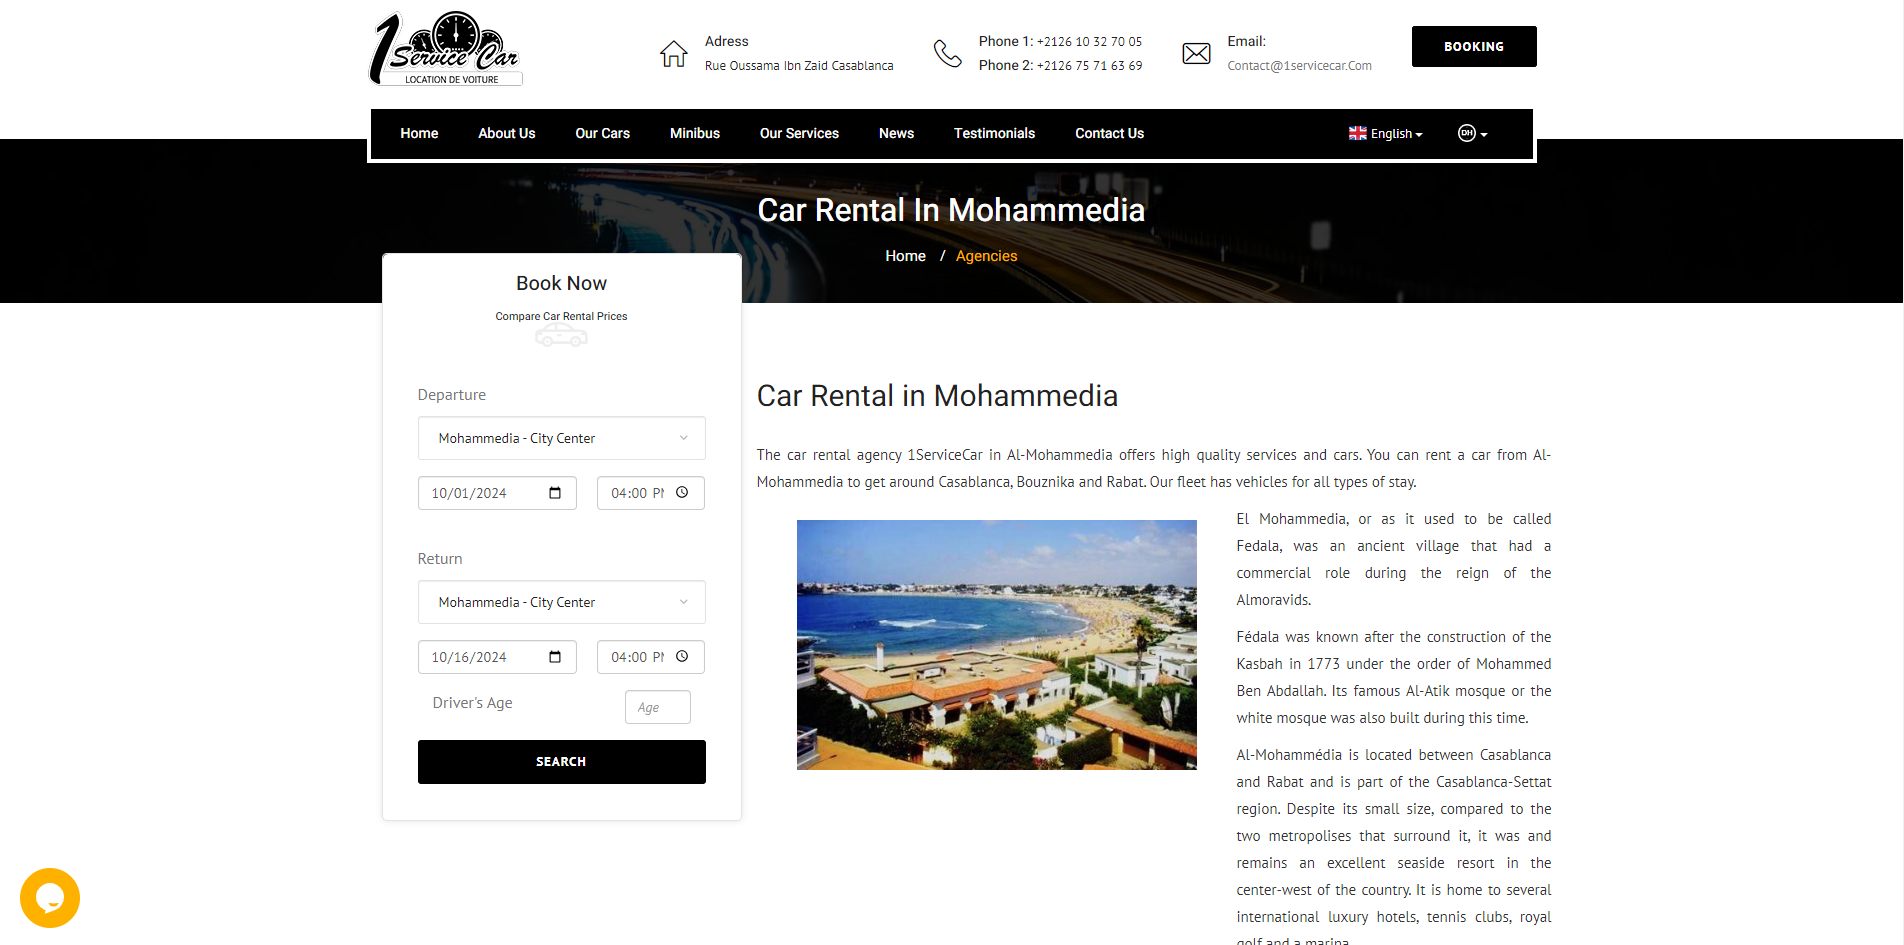 1Service Car
LOCATION DE VOITURE
Adress
Rue Oussama Ibn Zaid Casablanca
Phone 1: +2126 10 32 70 05
Phone 2: +2126 75 71 63 69
Email:
Contact@1servicecar.Com
BOOKING
Home
About Us
Our Cars
Minibus
Our Services
News
Testimonials
Contact Us
English
DH
Car Rental In Mohammedia
Home / Agencies
Book Now
Compare Car Rental Prices
Departure
Mohammedia - City Center
10/01/2024
04:00
Return
Mohammedia - City Center
10/16/2024
04:00
Driver's Age
Age
SEARCH
Car Rental in Mohammedia
The car rental agency 1ServiceCar in Al-Mohammedia offers high quality services and cars. You can rent a car from Al-
Mohammedia to get around Casablanca, Bouznika and Rabat. Our fleet has vehicles for all types of stay.
El Mohammedia, or as it used to be called
Fedala, was an ancient village that had a
commercial role during the reign of the
Almoravids.
Fédala was known after the construction of the
Kasbah in 1773 under the order of Mohammed
Ben Abdallah. Its famous Al-Atik mosque or the
white mosque was also built during this time.
Al-Mohammédia is located between Casablanca
and Rabat and is part of the Casablanca-Settat
region. Despite its small size, compared to the
two metropolises that surround it, it was and
remains an excellent seaside resort in the
center-west of the country. It is home to several
international luxury hotels, tennis clubs, royal
golf and a marina.